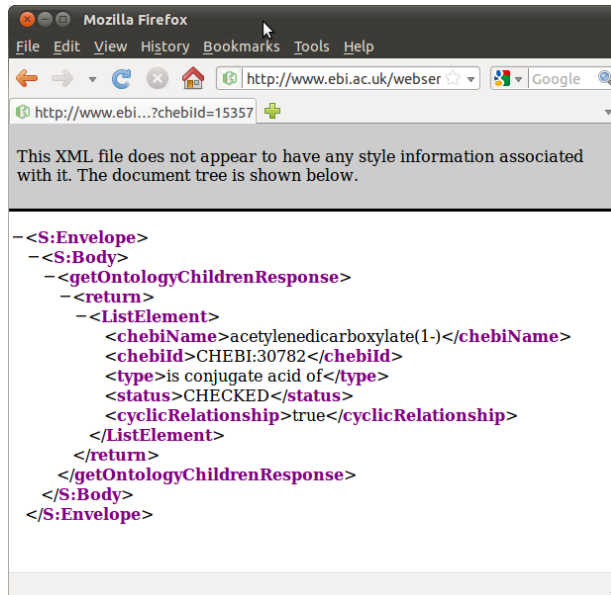 Mozilla Firefox
File Edit View History Bookmarks Tools Help
http://www.ebi.ac.uk/webser Google
http://www.ebi...?chebiId=15357
This XML file does not appear to have any style information associated
with it. The document tree is shown below.
−<S:Envelope>
−<S:Body>
−<getOntologyChildrenResponse>
−<return>
−<ListElement>
<chebiName>acetylenedicarboxylate(1-)</chebiName>
<chebiId>CHEBI:30782</chebiId>
<type>is conjugate acid of</type>
<status>CHECKED</status>
<cyclicRelationship>true</cyclicRelationship>
</ListElement>
</return>
</getOntologyChildrenResponse>
</S:Body>
</S:Envelope>